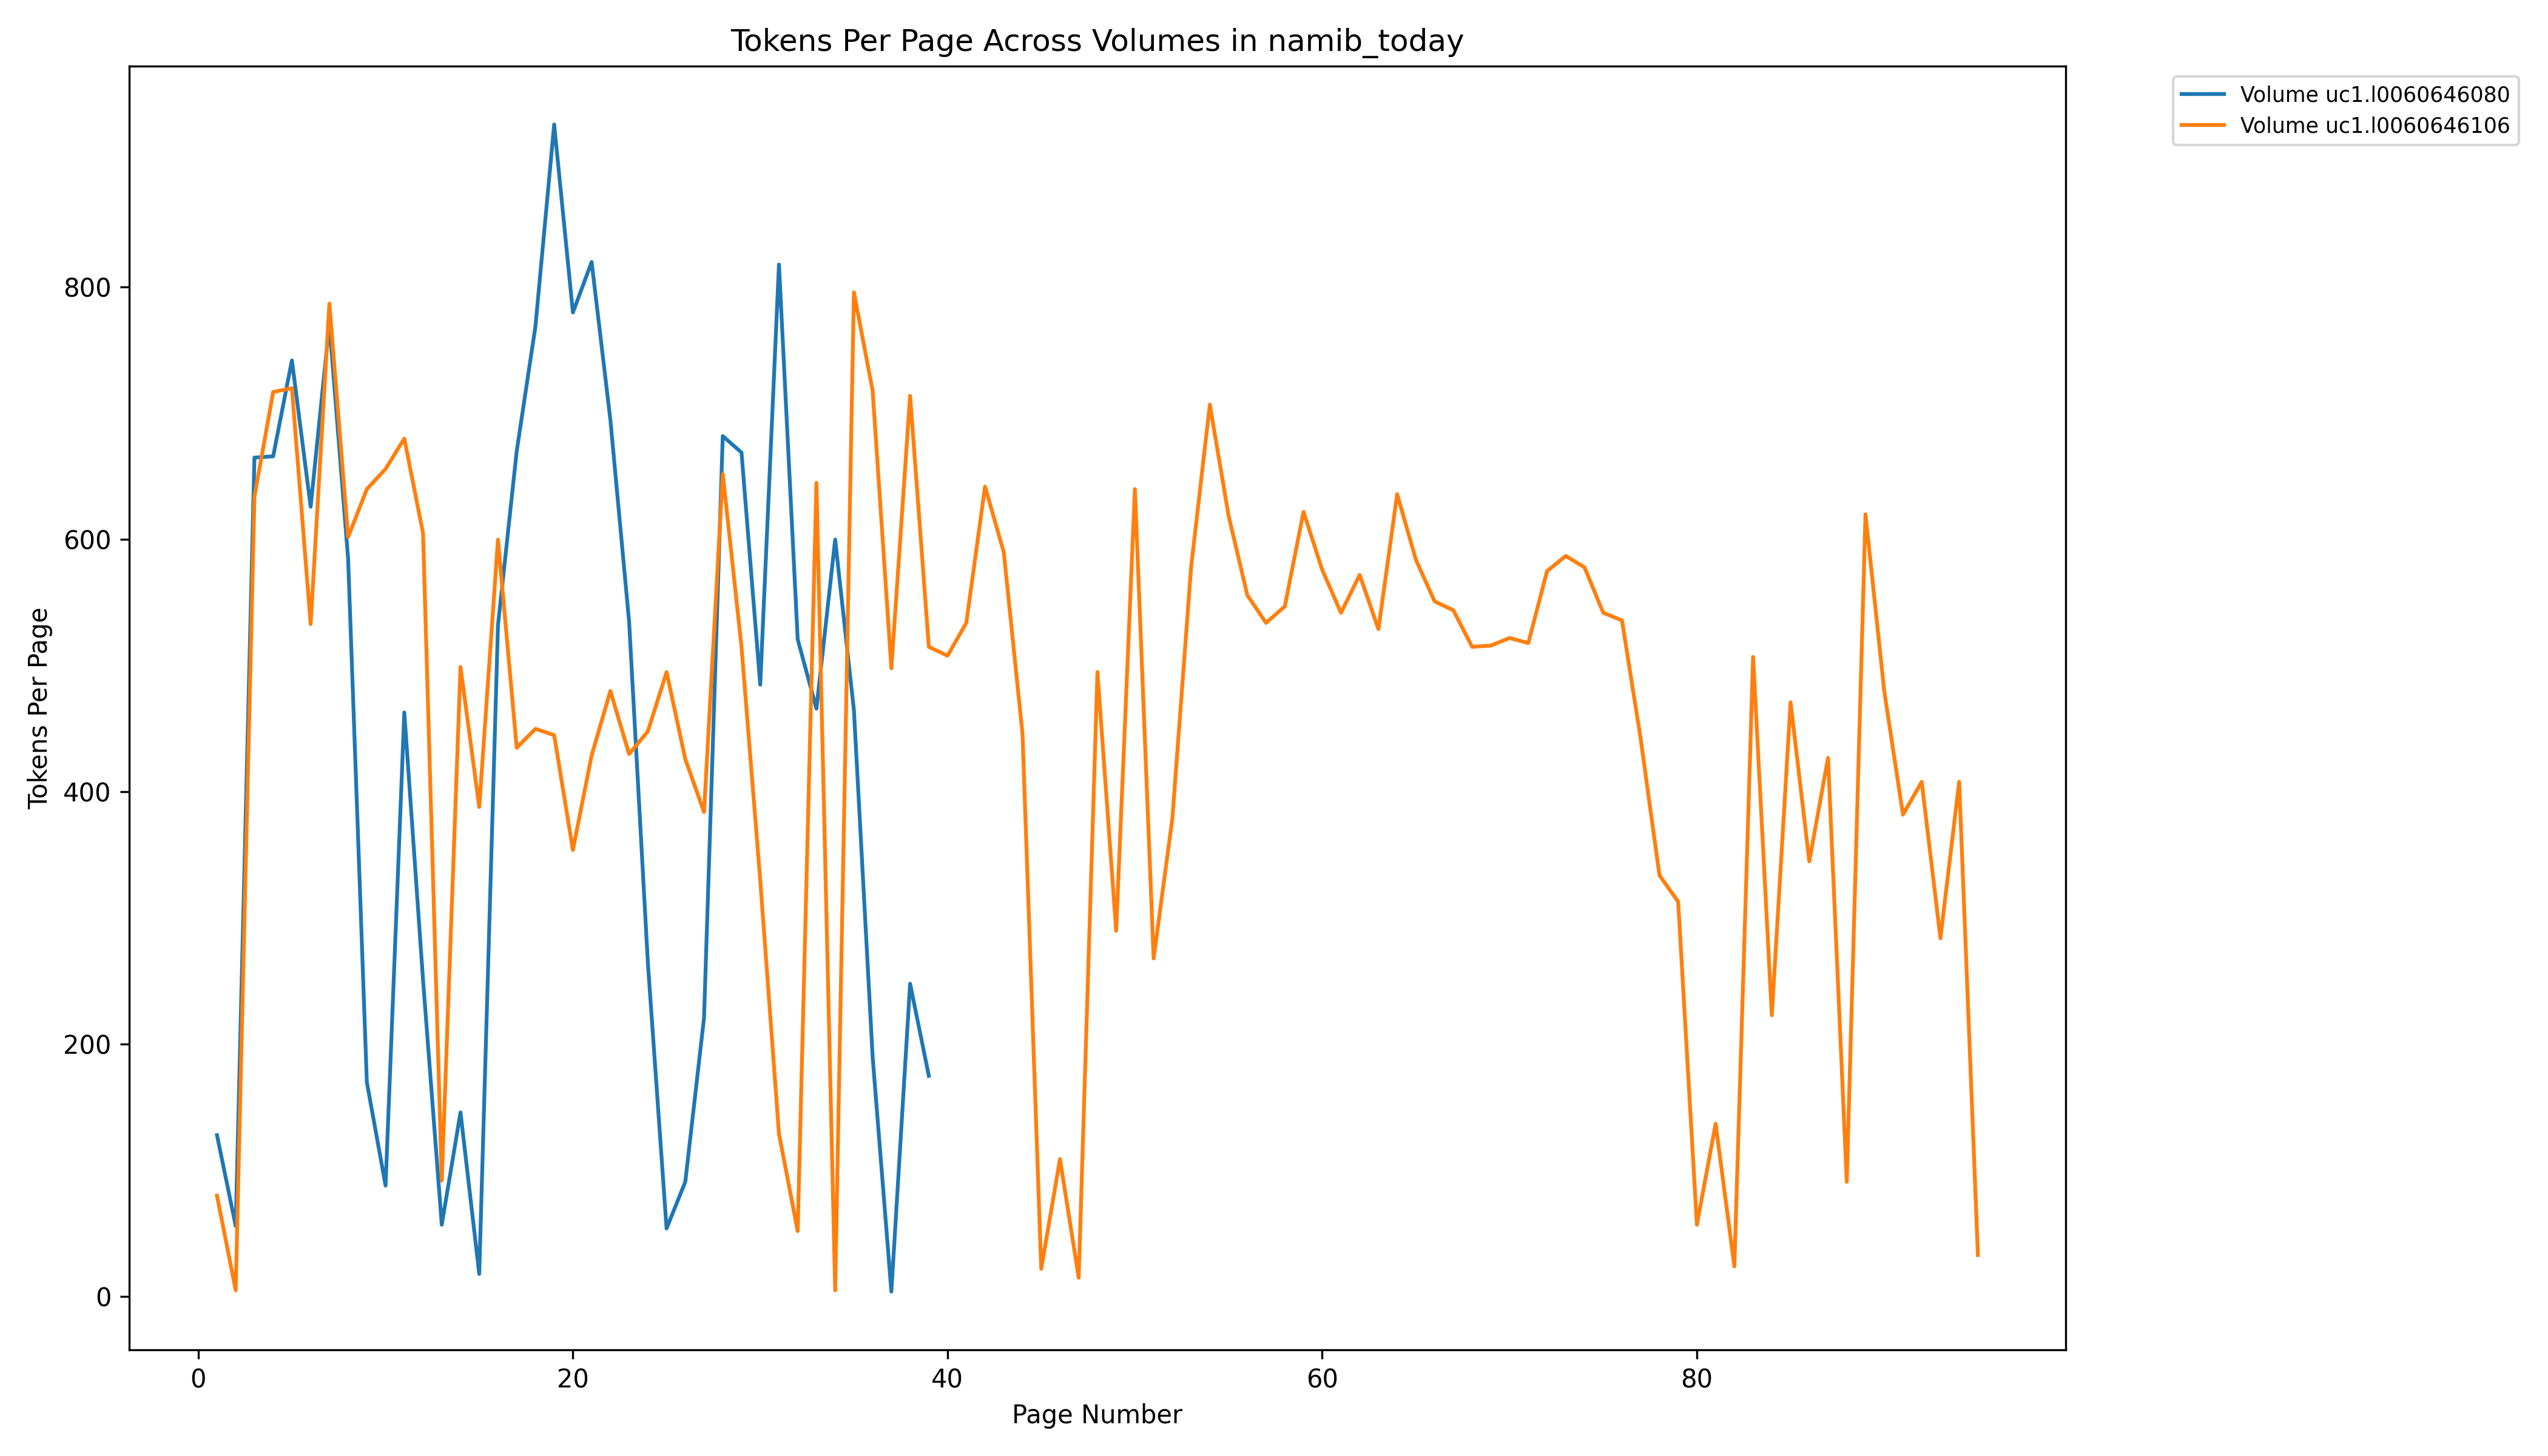 Tokens Per Page Across Volumes in namib_today
Volume uc1.l0060646080
Volume uc1.l0060646106
Tokens Per Page
800
600
400
200
0
0 20 40 60 80
Page Number